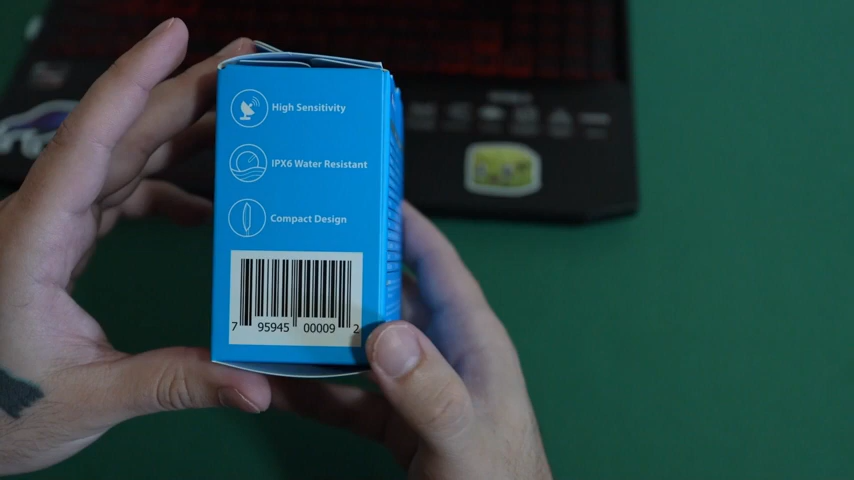 High Sensitivity
IPX6 Water Resistant
Compact Design
7 95945 00009 2